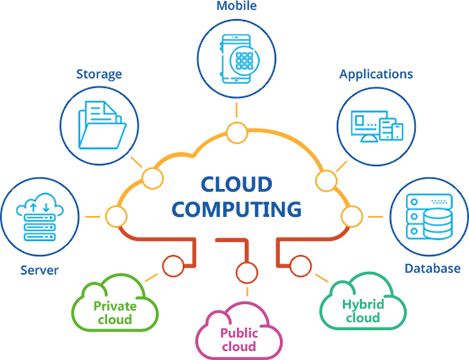 Mobile
Storage
Applications
CLOUD
COMPUTING
Server
Database
Private
cloud
Public
cloud
Hybrid
cloud